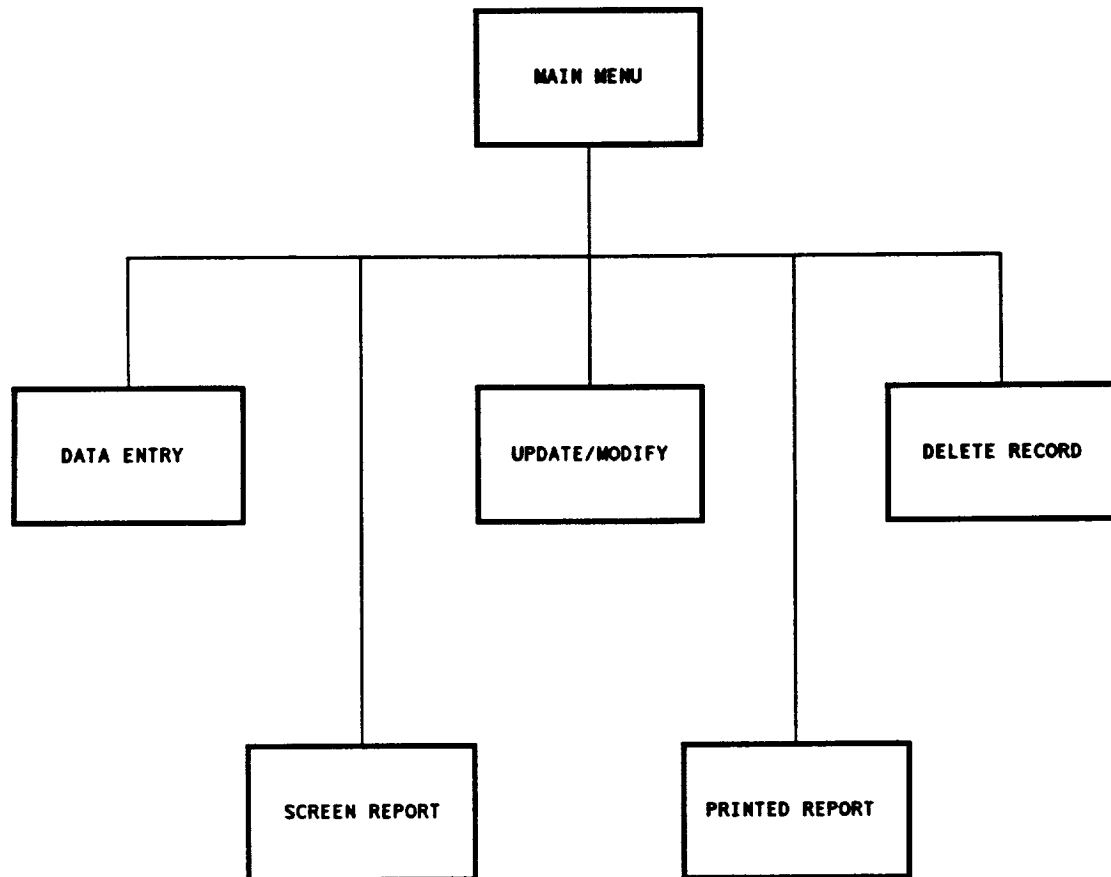 MAIN MENU
DATA ENTRY
UPDATE/MODIFY
DELETE RECORD
SCREEN REPORT
PRINTED REPORT